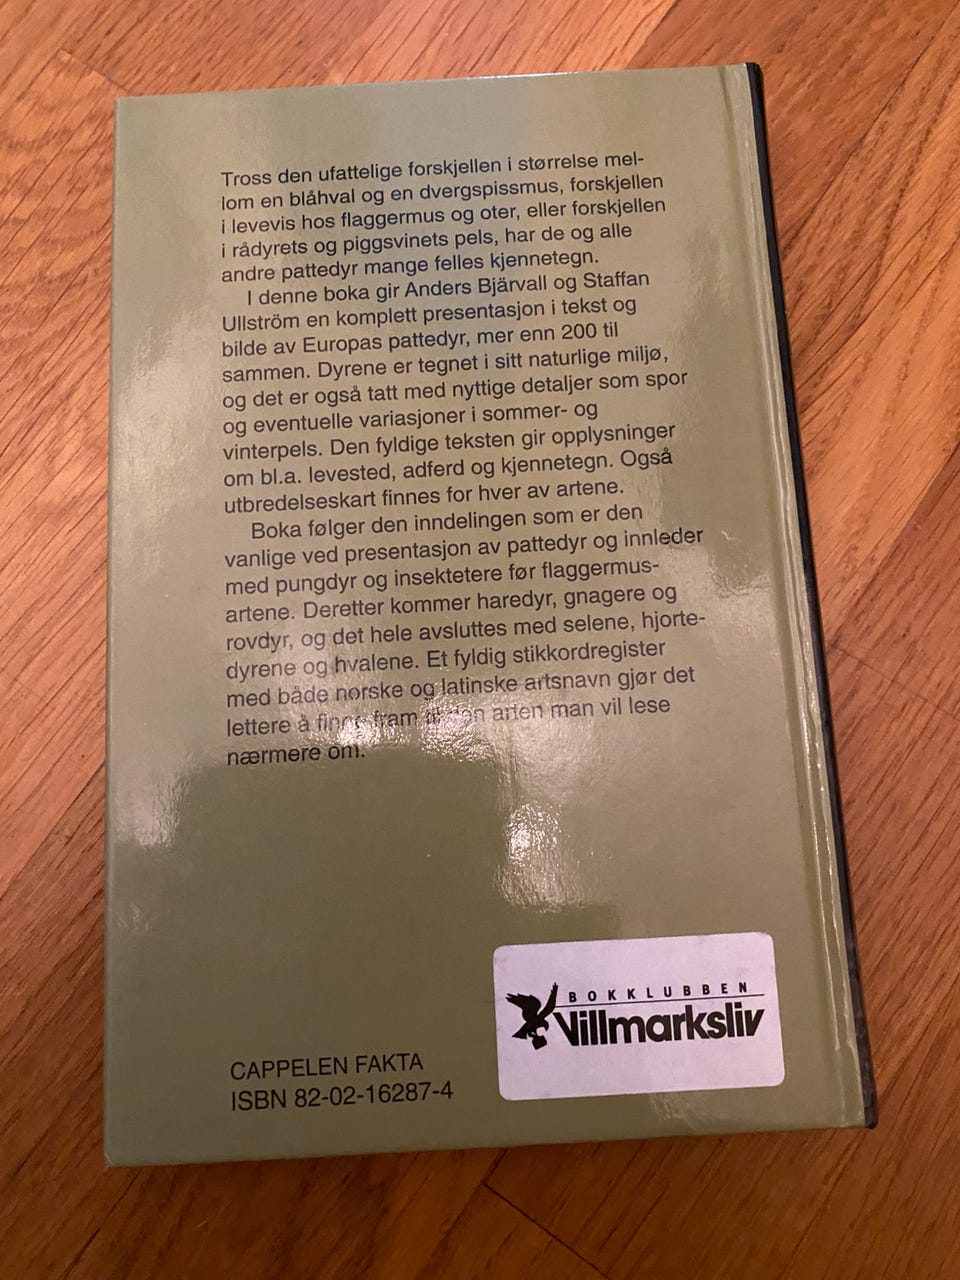 Tross den ufattelige forskjellen i størrelse mel-
lom en blåhval og en dvergspissmus, forskjellen
i levevis hos flaggermus og oter, eller forskjellen
i rådyrets og piggsvinets pels, har de og alle
andre pattedyr mange felles kjennetegn.
I denne boka gir Anders Bjärvall og Staffan
Ullström en komplett presentasjon i tekst og
bilde av Europas pattedyr, mer enn 200 til
sammen. Dyrene er tegnet i sitt naturlige miljø,
og det er også tatt med nyttige detaljer som spor
og eventuelle variasjoner i sommer- og
vinterpels. Den fyldige teksten gir opplysninger
om bl.a. levested, adferd og kjennetegn. Også
utbredelseskart finnes for hver av artene.
Boka følger den inndelingen som er den
vanlige ved presentasjon av pattedyr og innleder
med pungdyr og insektetere før flaggermus-
artene. Deretter kommer haredyr, gnagere og
rovdyr, og det hele avsluttes med selene, hjorte-
dyrene og hvalene. Et fyldig stikkordregister
med både norske og latinske artsnavn gjør det
lettere å finne fram til den arten man vil lese
nærmere om.
BOKKLUBBEN
Villmarksliv
CAPPELEN FAKTA
ISBN 82-02-16287-4